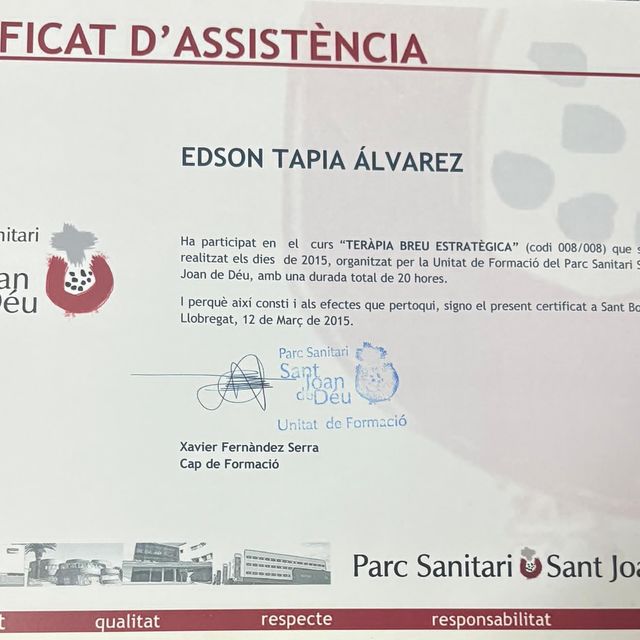 FICAT D'ASSISTÈNCIA
EDSON TAPIA ÁLVAREZ
Ha participat en el curs "TERÀPIA BREU ESTRATÈGICA" (codi 008/008) que s
realitzat els dies de 2015, organitzat per la Unitat de Formació del Parc Sanitari S
Joan de Déu, amb una durada total de 20 hores.
I perquè així consti i als efectes que pertoqui, signo el present certificat a Sant Bo
Llobregat, 12 de Març de 2015.
nitari
an
Déu
Parc Sanitari
Sant
Joan
de Déu
Unitat de Formació
Xavier Fernàndez Serra
Cap de Formació
Parc Sanitari Sant Joa
t qualitat respecte responsabilitat